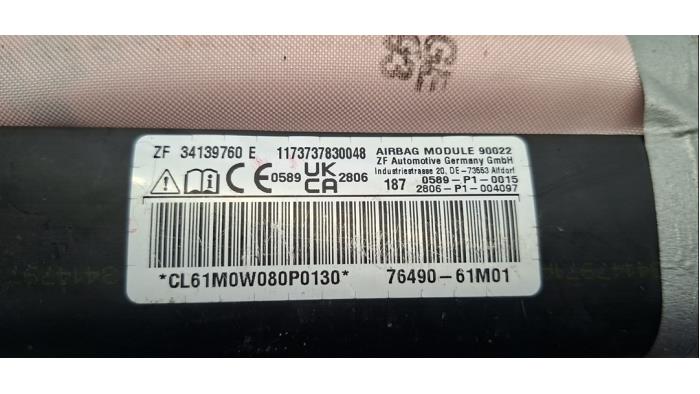 ZF 34139760 E 1173737830048 AIRBAG MODULE 90022
ZF Automotive Germany GmbH
Industriestrasse 20, DE-73553 Alfdorf
CE 0589 UK CA 2806 187 0589-P1-0015
2806-P1-004097
*CL61M0W080P0130* 76490-61M01